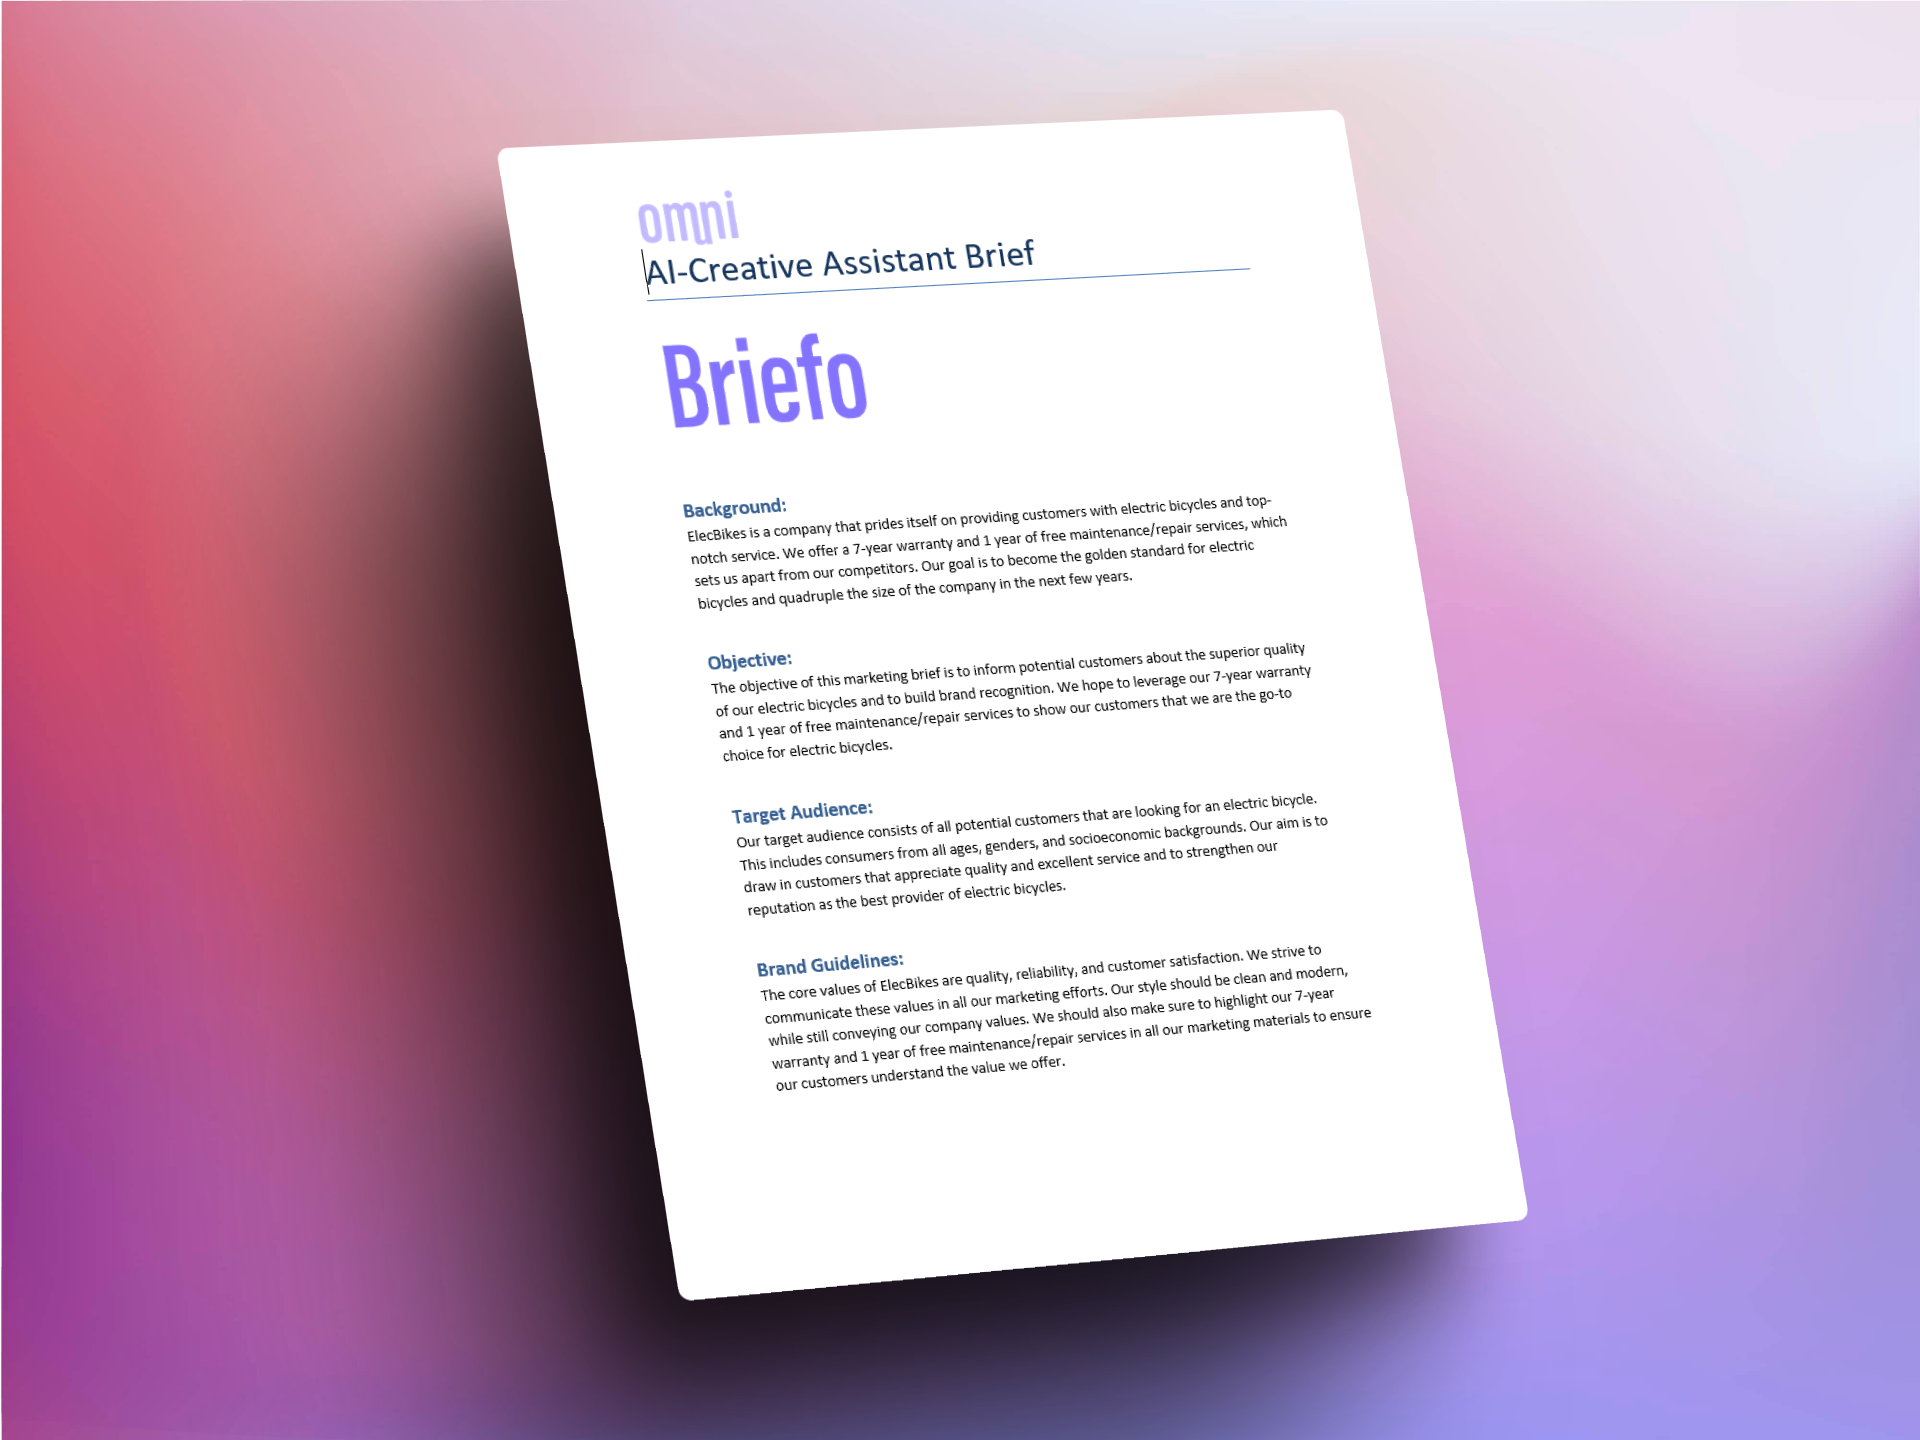 omni
AI-Creative Assistant Brief
Briefo
Background:
ElecBikes is a company that prides itself on providing customers with electric bicycles and top-
notch service. We offer a 7-year warranty and 1 year of free maintenance/repair services, which
sets us apart from our competitors. Our goal is to become the golden standard for electric
bicycles and quadruple the size of the company in the next few years.
Objective:
The objective of this marketing brief is to inform potential customers about the superior quality
of our electric bicycles and to build brand recognition. We hope to leverage our 7-year warranty
and 1 year of free maintenance/repair services to show our customers that we are the go-to
choice for electric bicycles.
Target Audience:
Our target audience consists of all potential customers that are looking for an electric bicycle.
This includes consumers from all ages, genders, and socioeconomic backgrounds. Our aim is to
draw in customers that appreciate quality and excellent service and to strengthen our
reputation as the best provider of electric bicycles.
Brand Guidelines:
The core values of ElecBikes are quality, reliability, and customer satisfaction. We strive to
communicate these values in all our marketing efforts. Our style should be clean and modern,
while still conveying our company values. We should also make sure to highlight our 7-year
warranty and 1 year of free maintenance/repair services in all our marketing materials to ensure
our customers understand the value we offer.